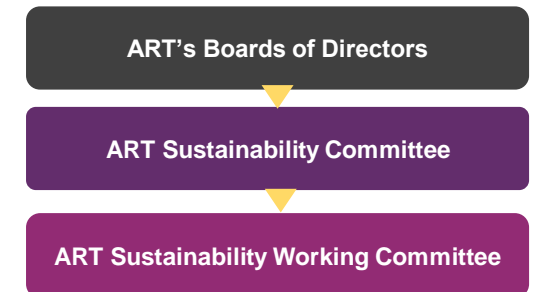 ART’s Boards of Directors
ART Sustainability Committee
ART Sustainability Working Committee